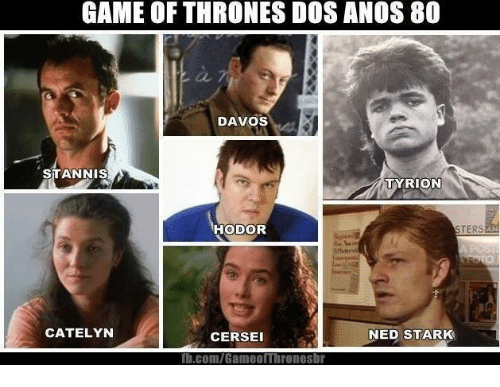 GAME OF THRONES DOS ANOS 80
STANNIS
DAVOS
TYRION
HODOR
CATELYN
CERSEI
NED STARK
fb.com/GameofThronesbr